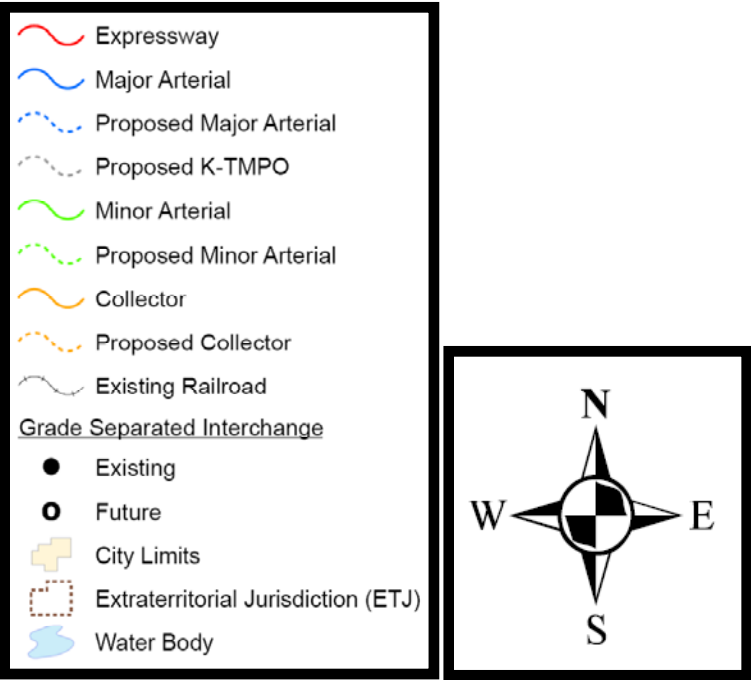 Expressway
Major Arterial
Proposed Major Arterial
Proposed K-TMPO
Minor Arterial
Proposed Minor Arterial
Collector
Proposed Collector
Existing Railroad
Grade Separated Interchange
Existing
Future
City Limits
Extraterritorial Jurisdiction (ETJ)
Water Body
N
W E
S